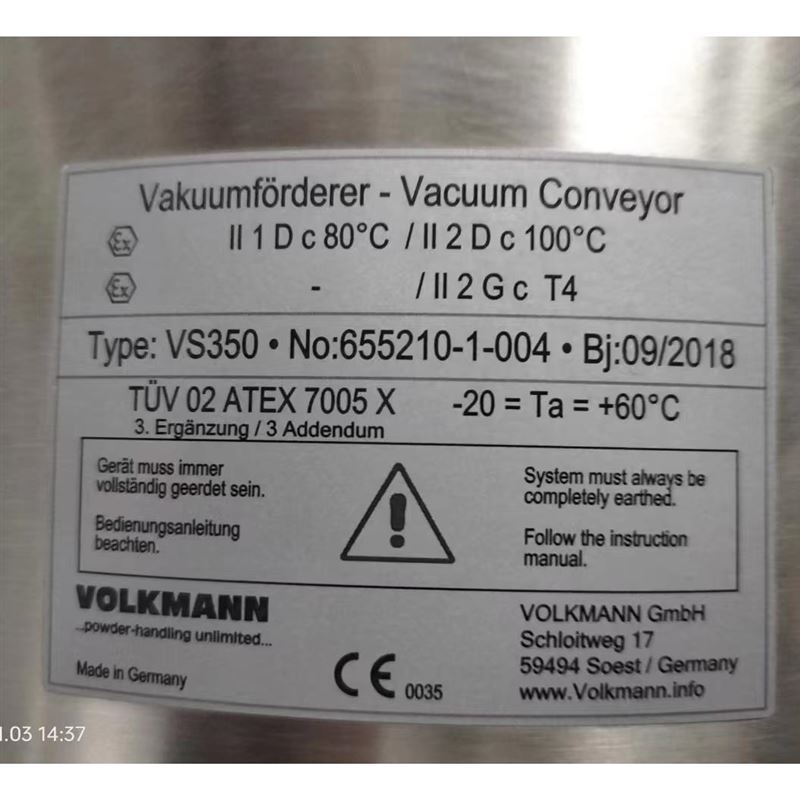 Vakuumförderer - Vacuum Conveyor
Ex II 1 D c 80°C / II 2 D c 100°C
Ex - / II 2 G c T4
Type: VS350 • No:655210-1-004 • Bj:09/2018
TÜV 02 ATEX 7005 X -20 = Ta = +60°C
3. Ergänzung / 3 Addendum
Gerät muss immer
vollständig geerdet sein.
Bedienungsanleitung
beachten.
!
System must always be
completely earthed.
Follow the instruction
manual.
VOLKMANN
...powder-handling unlimited...
Made in Germany
CE 0035
VOLKMANN GmbH
Schloitweg 17
59494 Soest / Germany
www.Volkmann.info
1.03 14:37